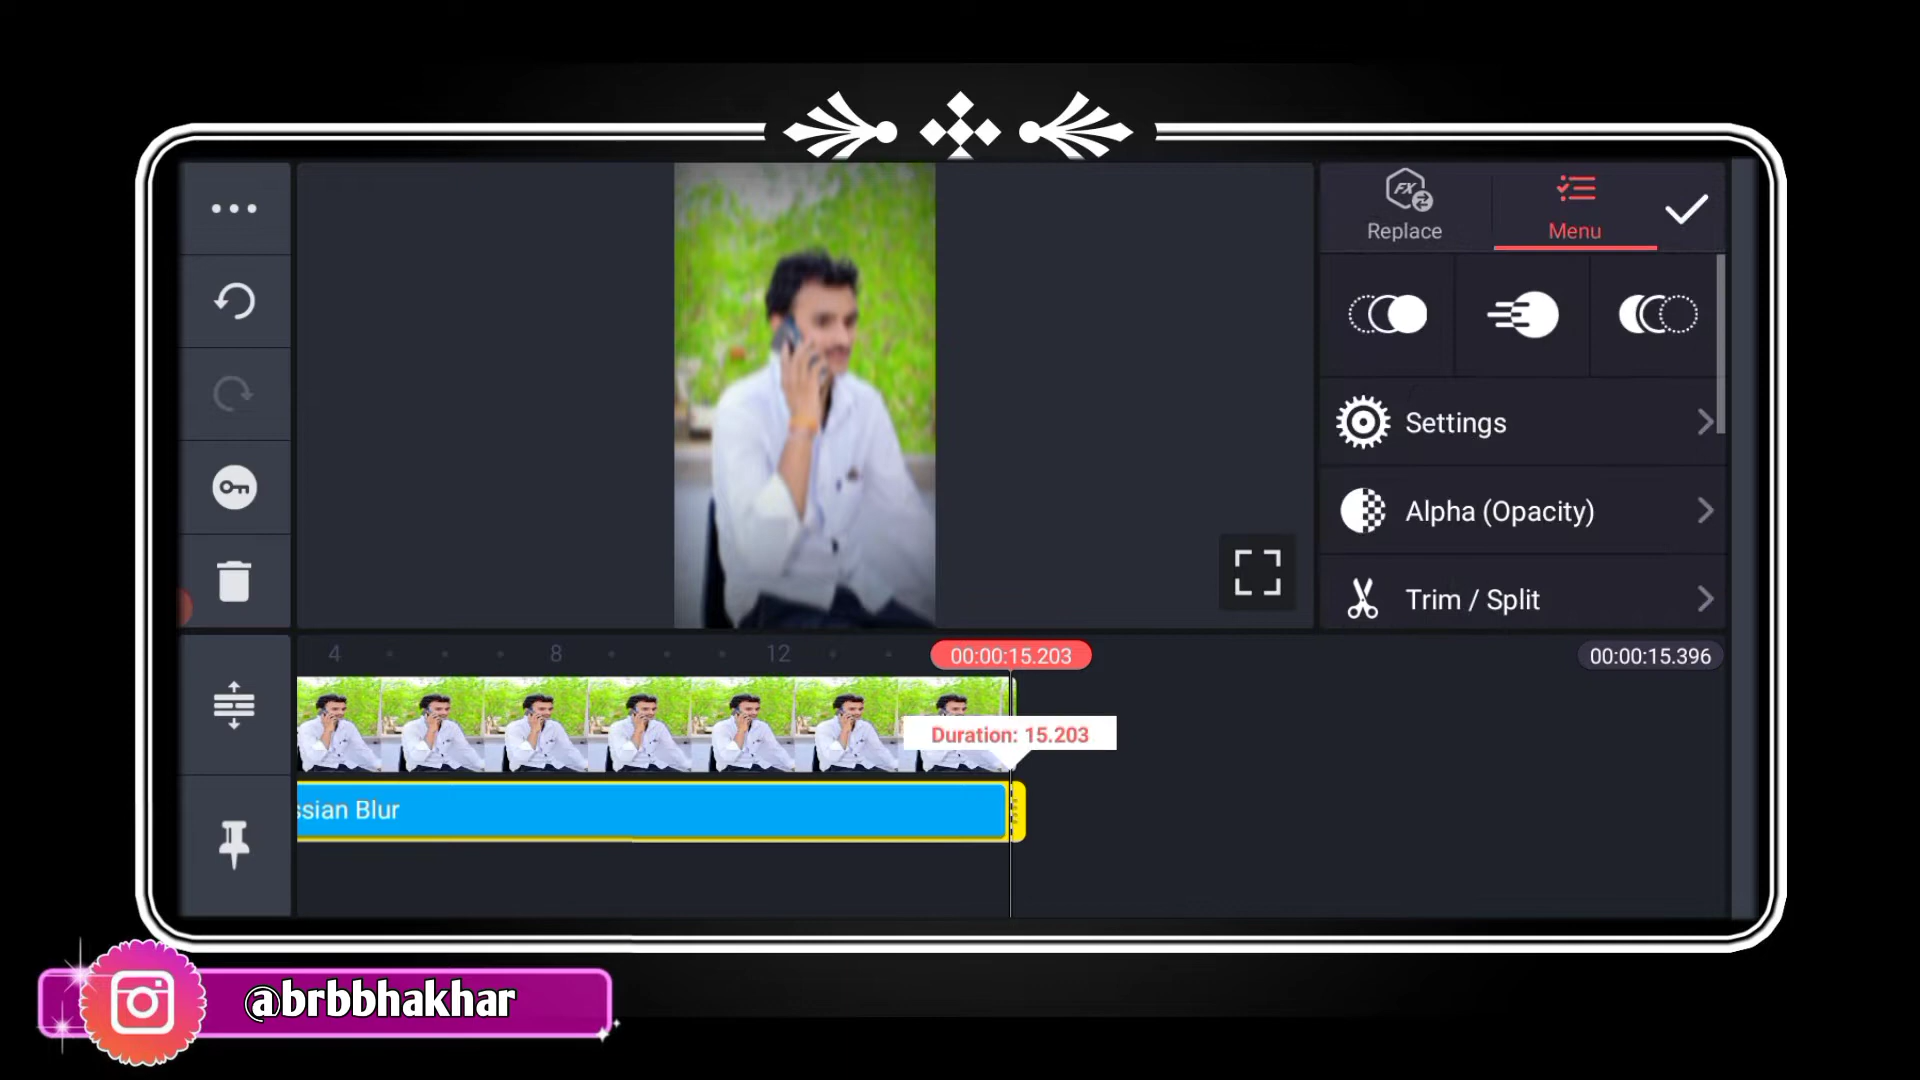 FX
Replace
Menu
Settings
Alpha (Opacity)
Trim / Split
4
8
12
00:00:15.203
00:00:15.396
Duration: 15.203
ssian Blur
@brbbhakhar